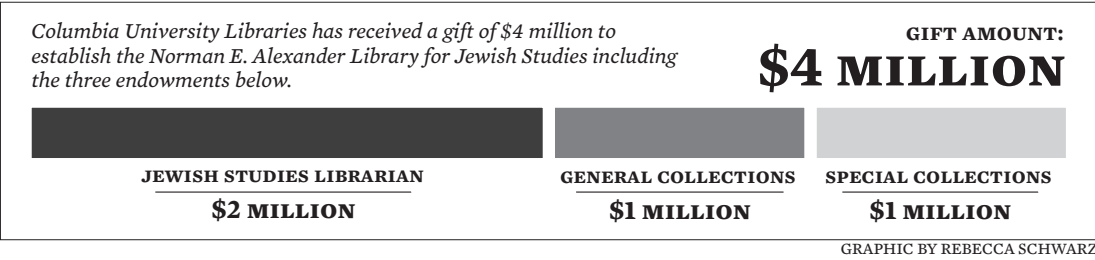 Columbia University Libraries has received a gift of $4 million to
establish the Norman E. Alexander Library for Jewish Studies including
the three endowments below.
GIFT AMOUNT:
$4 MILLION
JEWISH STUDIES LIBRARIAN
$2 MILLION
GENERAL COLLECTIONS
$1 MILLION
SPECIAL COLLECTIONS
$1 MILLION
GRAPHIC BY REBECCA SCHWARZ